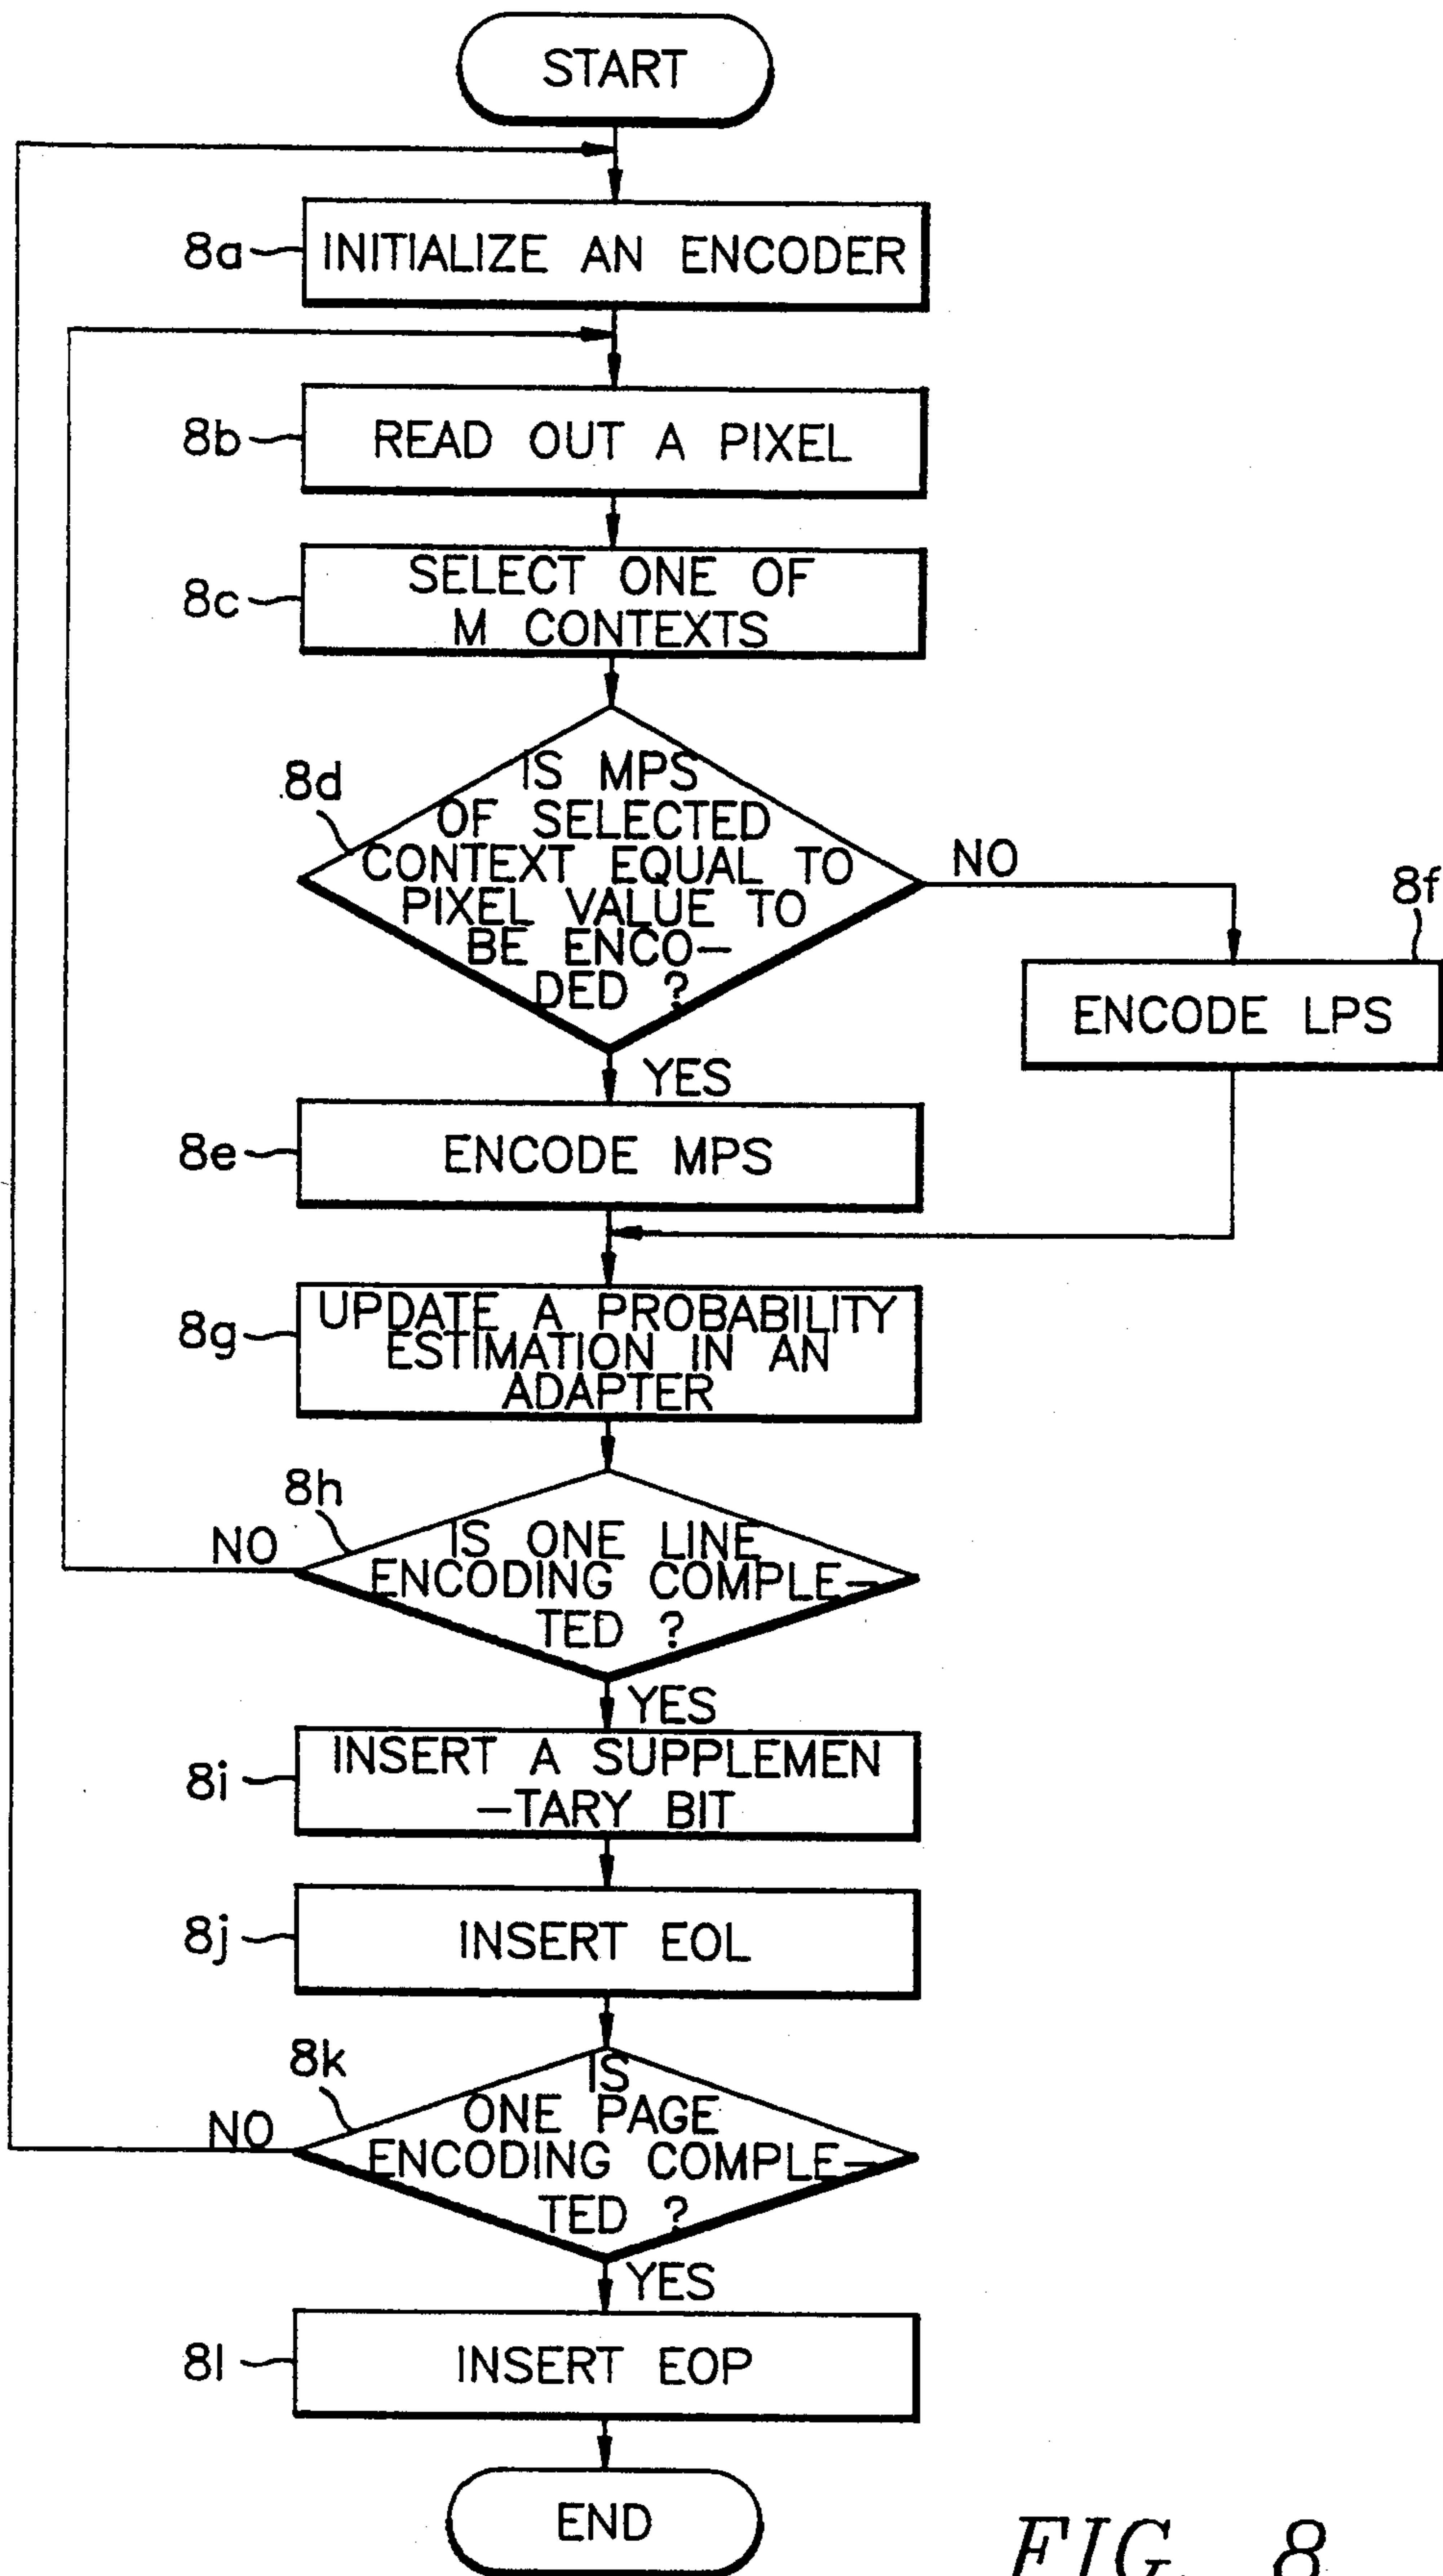 START
8a
INITIALIZE AN ENCODER
8b
READ OUT A PIXEL
8c
SELECT ONE OF
M CONTEXTS
8d
IS MPS
OF SELECTED
CONTEXT EQUAL TO
PIXEL VALUE TO
BE ENCO-
DED ?
NO
8f
ENCODE LPS
YES
8e
ENCODE MPS
8g
UPDATE A PROBABILITY
ESTIMATION IN AN
ADAPTER
8h
NO
IS ONE LINE
ENCODING COMPLE-
TED ?
YES
8i
INSERT A SUPPLEMEN
-TARY BIT
8j
INSERT EOL
8k
NO
IS
ONE PAGE
ENCODING COMPLE-
TED ?
YES
8l
INSERT EOP
END
FIG. 8